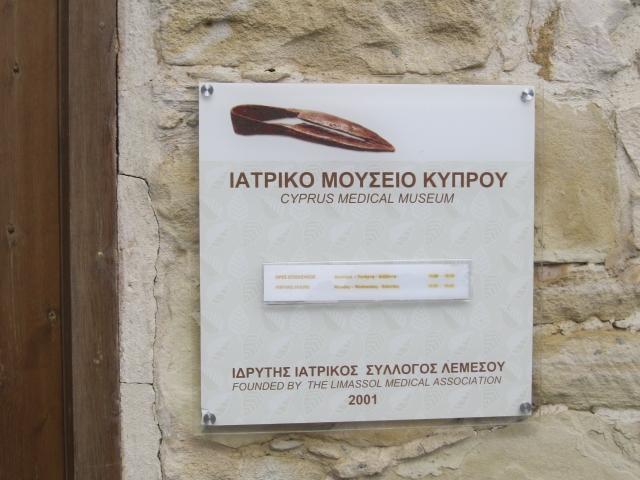 ΙΑΤΡΙΚΟ ΜΟΥΣΕΙΟ ΚΥΠΡΟΥ
CYPRUS MEDICAL MUSEUM
ΙΔΡΥΤΗΣ ΙΑΤΡΙΚΟΣ ΣΥΛΛΟΓΟΣ ΛΕΜΕΣΟΥ
FOUNDED BY THE LIMASSOL MEDICAL ASSOCIATION
2001